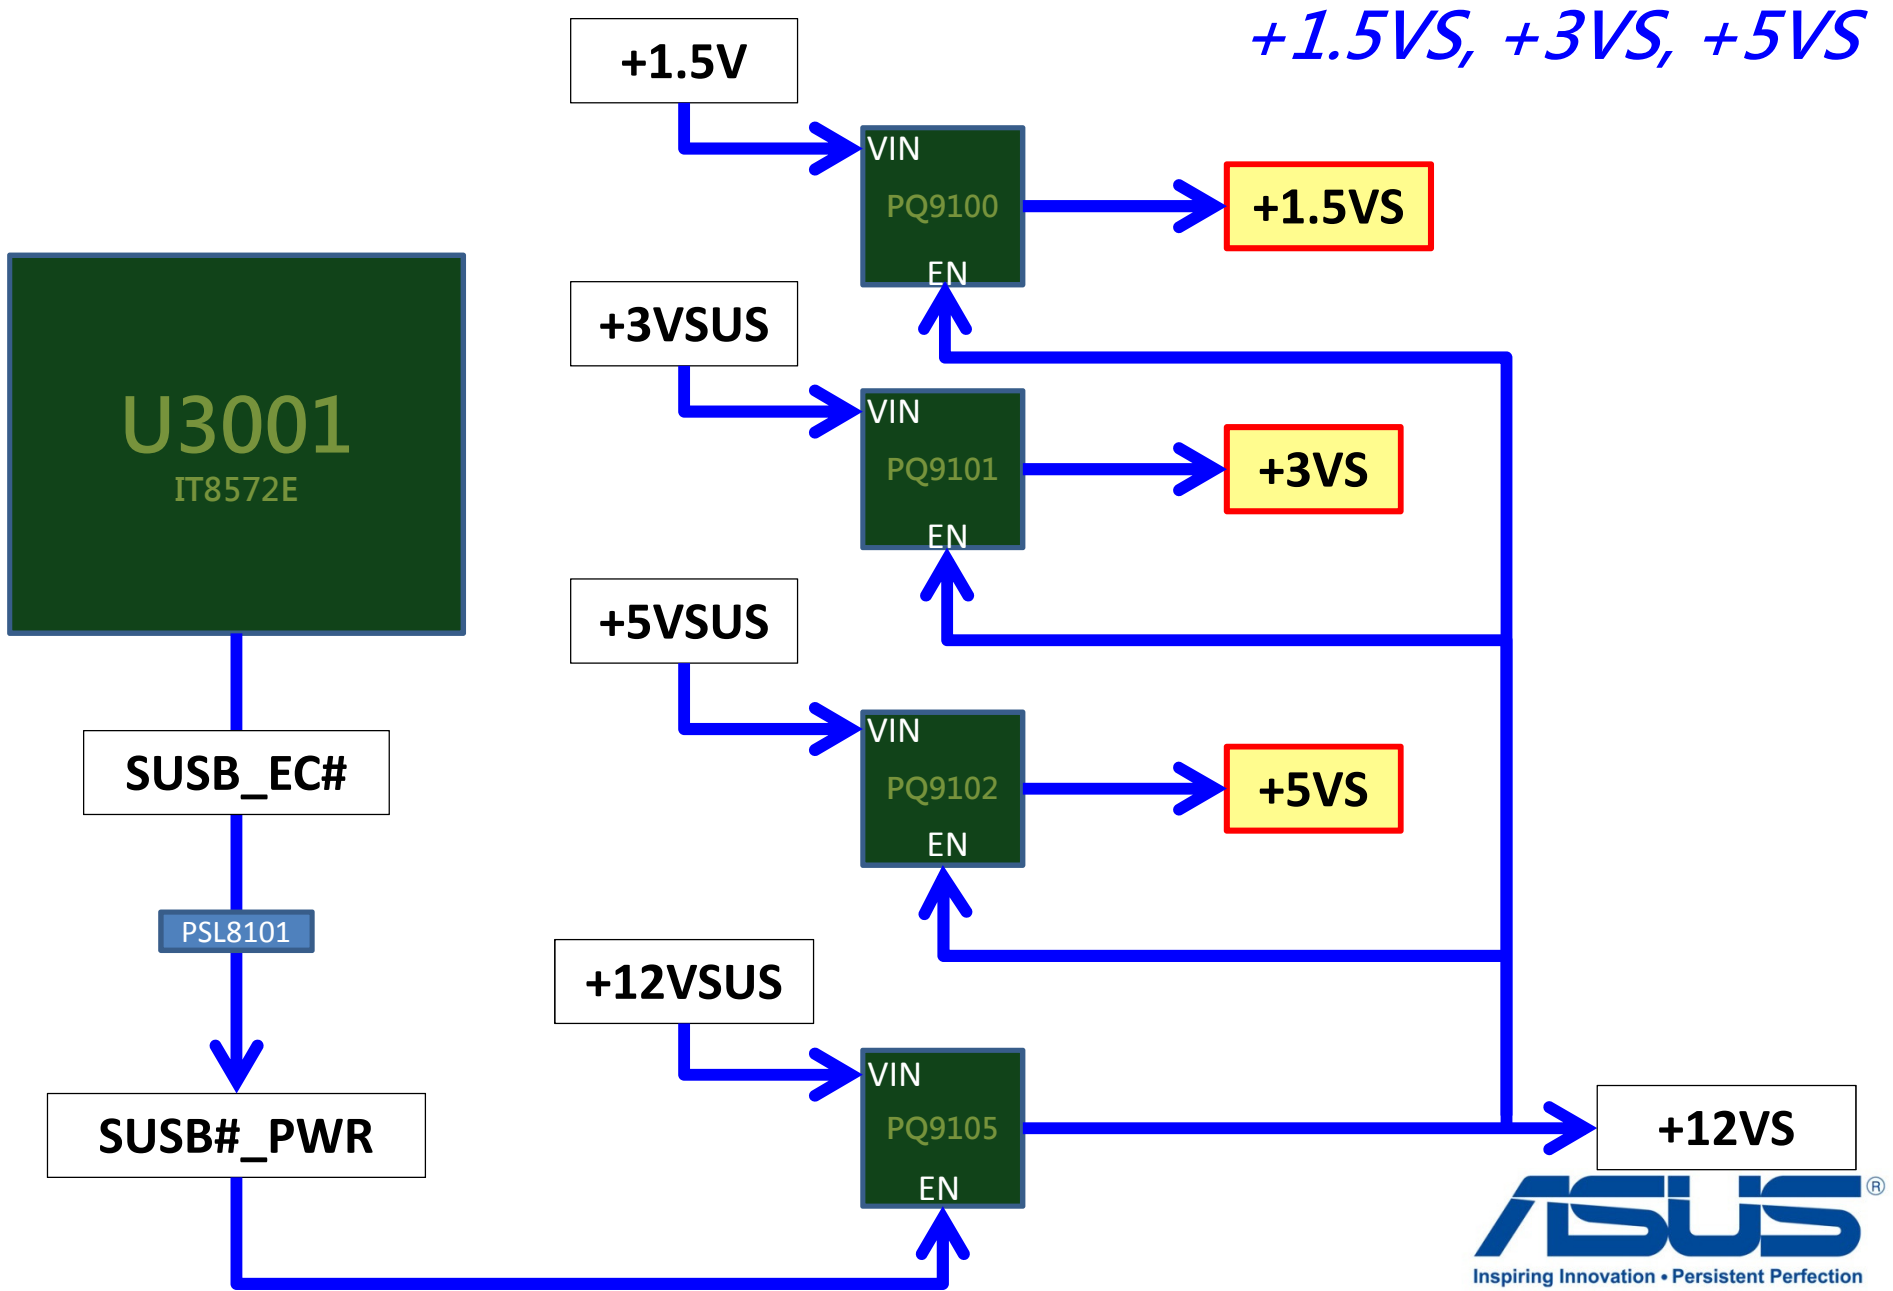 +1.5VS, +3VS, +5VS
+1.5V
VIN
PQ9100
EN
+1.5VS
U3001
IT8572E
+3VSUS
VIN
PQ9101
EN
+3VS
+5VSUS
VIN
PQ9102
EN
+5VS
SUSB_EC#
PSL8101
SUSB#_PWR
+12VSUS
VIN
PQ9105
EN
+12VS
ASUS®
Inspiring Innovation • Persistent Perfection